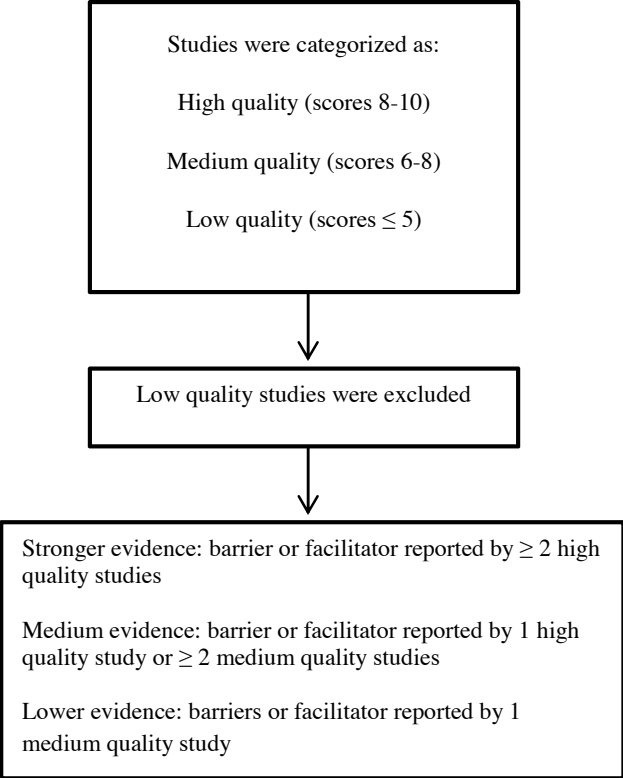 Studies were categorized as:
High quality (scores 8-10)
Medium quality (scores 6-8)
Low quality (scores ≤ 5)
Low quality studies were excluded
Stronger evidence: barrier or facilitator reported by ≥ 2 high
quality studies
Medium evidence: barrier or facilitator reported by 1 high
quality study or ≥ 2 medium quality studies
Lower evidence: barriers or facilitator reported by 1
medium quality study